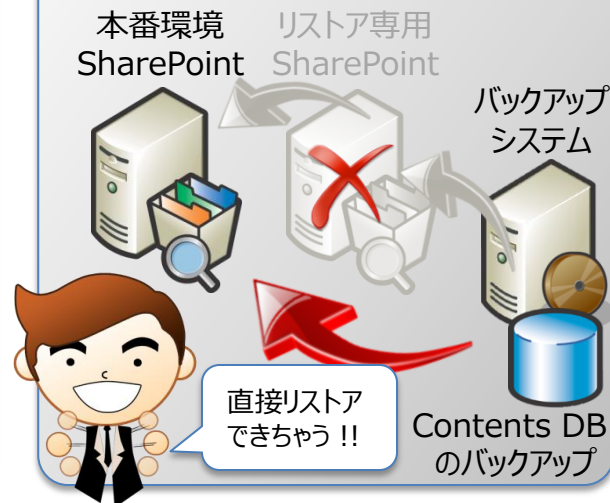 本番環境
SharePoint
リストア専用
SharePoint
バックアップ
システム
直接リストア
できちゃう !!
Contents DB
のバックアップ